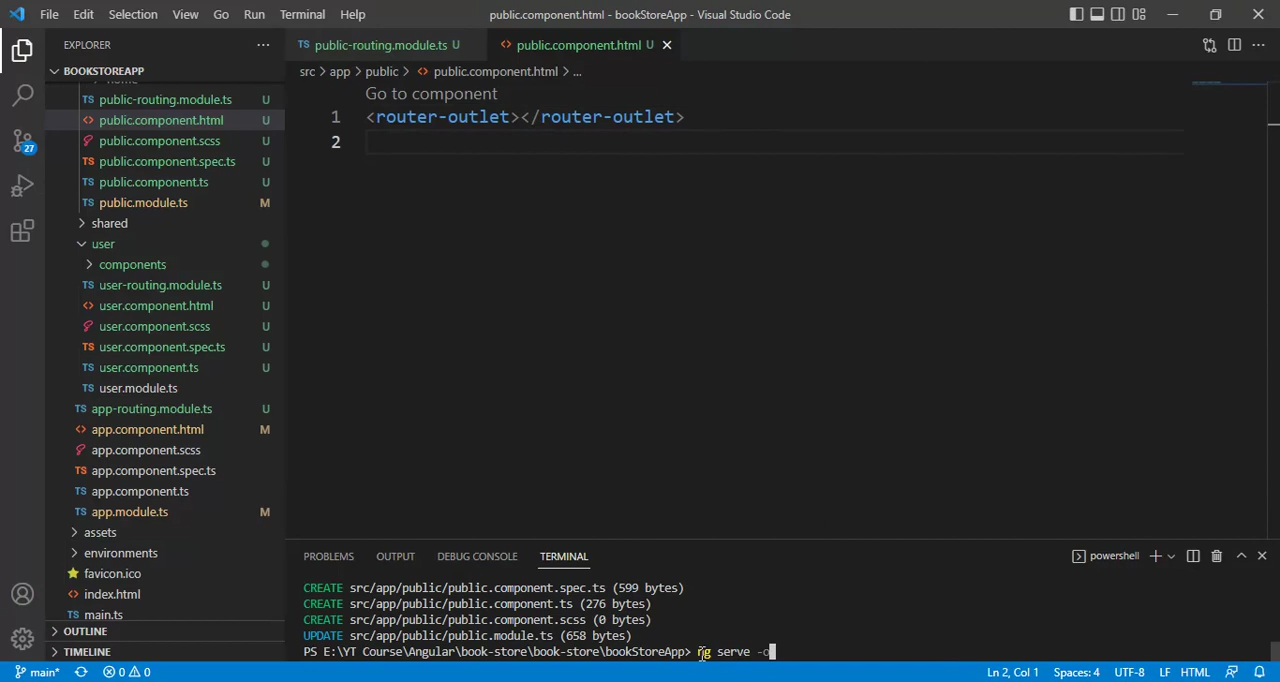 File Edit Selection View Go Run Terminal Help public.component.html - bookStoreApp - Visual Studio Code
EXPLORER
public-routing.module.ts U
public.component.html U
src > app > public > public.component.html > ...
BOOKSTOREAPP
public-routing.module.ts U
public.component.html U
public.component.scss U
public.component.spec.ts U
public.component.ts U
public.module.ts M
shared
user
components
user-routing.module.ts U
user.component.html U
user.component.scss U
user.component.spec.ts U
user.component.ts U
user.module.ts
app-routing.module.ts U
app.component.html M
app.component.scss
app.component.spec.ts
app.component.ts
app.module.ts M
assets
environments
favicon.ico
index.html
main.ts
OUTLINE
TIMELINE
27
Go to component
1 <router-outlet></router-outlet>
2
PROBLEMS OUTPUT DEBUG CONSOLE TERMINAL powershell
CREATE src/app/public/public.component.spec.ts (599 bytes)
CREATE src/app/public/public.component.ts (276 bytes)
CREATE src/app/public/public.component.scss (0 bytes)
UPDATE src/app/public/public.module.ts (658 bytes)
PS E:\YT Course\Angular\book-store\book-store\bookStoreApp> ng serve -o
main* 0 0 Ln 2, Col 1 Spaces: 4 UTF-8 LF HTML